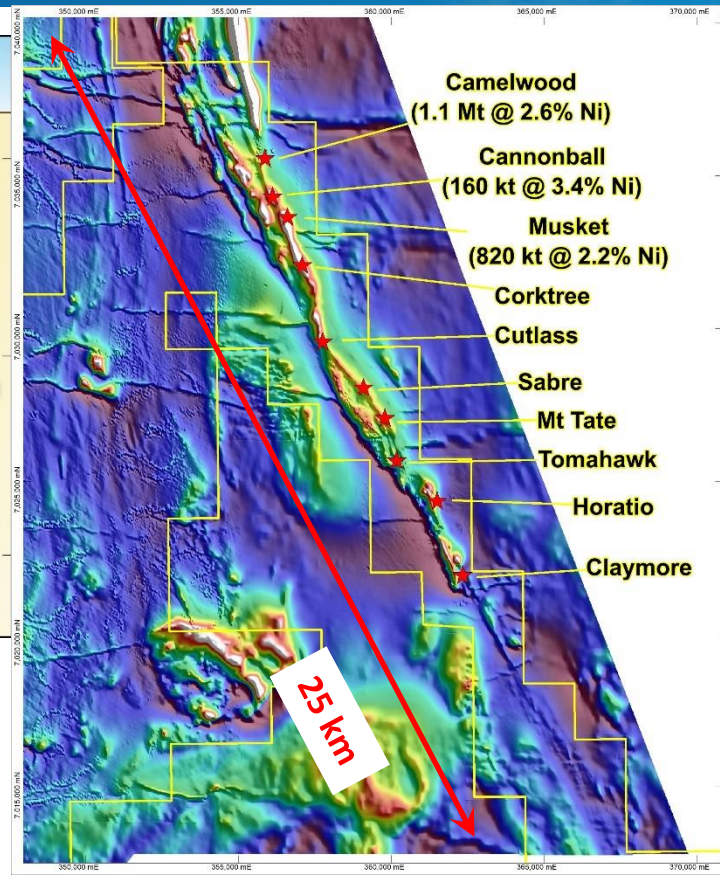 350,000 mE
355,000 mE
360,000 mE
365,000 mE
370,000 mE
7,040,000 mN
Camelwood
(1.1 Mt @ 2.6% Ni)
Cannonball
(160 kt @ 3.4% Ni)
7,035,000 mN
Musket
(820 kt @ 2.2% Ni)
Corktree
7,030,000 mN
Cutlass
Sabre
Mt Tate
Tomahawk
7,025,000 mN
Horatio
Claymore
7,020,000 mN
25 km
7,015,000 mN
350,000 mE
355,000 mE
360,000 mE
365,000 mE
370,000 mE